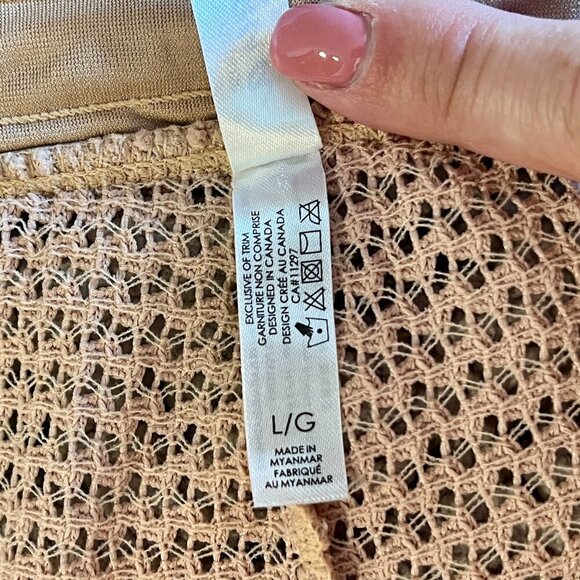 EXCLUSIVE OF TRIM
GARNITURE NON COMPRISE
DESIGNED IN CANADA
DESIGN CRÉÉ AU CANADA
CA#11297
L/G
MADE IN
MYANMAR
FABRIQUÉ
AU MYANMAR